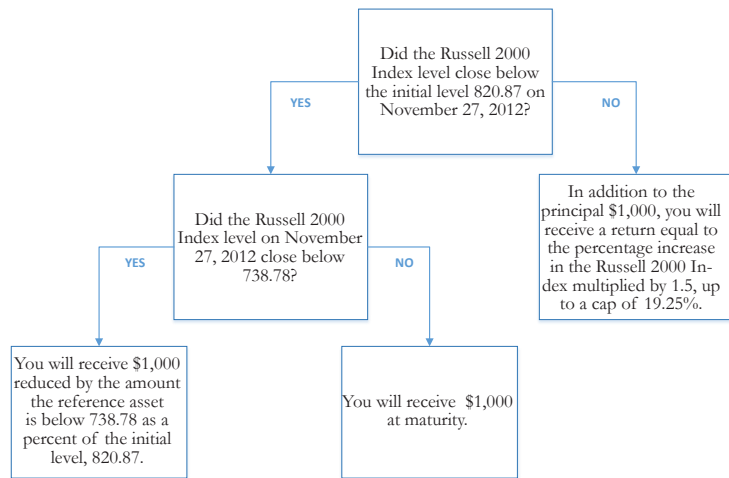 Did the Russell 2000
Index level close below
the initial level 820.87 on
November 27, 2012?
YES
NO
Did the Russell 2000
Index level on November
27, 2012 close below
738.78?
In addition to the
principal $1,000, you will
receive a return equal to
the percentage increase
in the Russell 2000 In-
dex multiplied by 1.5, up
to a cap of 19.25%.
YES
NO
You will receive $1,000
reduced by the amount
the reference asset
is below 738.78 as a
percent of the initial
level, 820.87.
You will receive $1,000
at maturity.